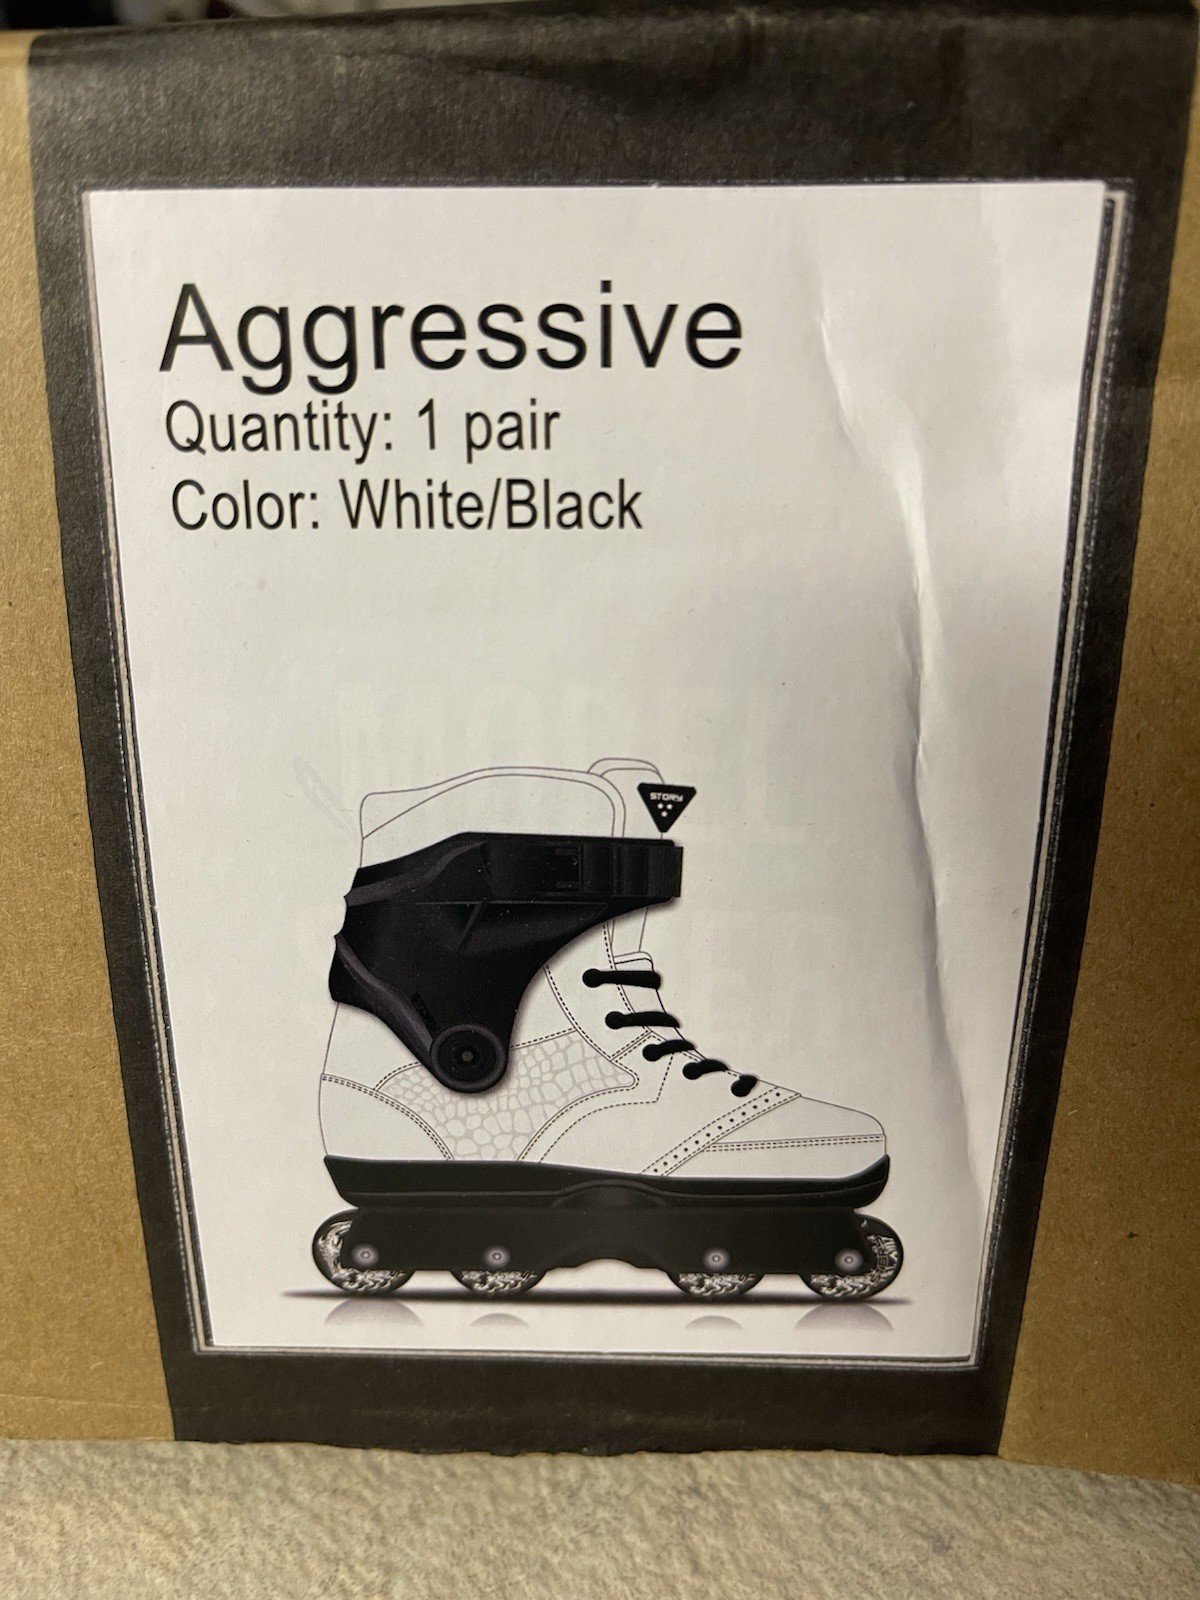 Aggressive
Quantity: 1 pair
Color: White/Black
STORY